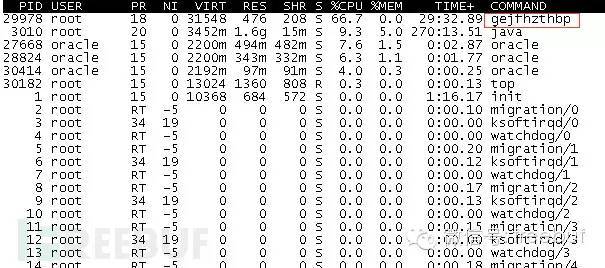 PID USER PR NI VIRT RES SHR S %CPU %MEM TIME+ COMMAND
29978 root 18 0 31548 476 208 S 66.7 0.0 29:32.89 gejfhzthbp
3010 root 20 0 3452m 1.6g 15m S 9.3 5.0 270:13.51 java
27668 oracle 15 0 2200m 494m 482m S 7.6 1.5 0:02.87 oracle
28824 oracle 15 0 2200m 343m 332m S 6.3 1.1 0:01.77 oracle
30414 oracle 15 0 2192m 97m 91m S 4.0 0.3 0:00.25 oracle
30182 root 15 0 13024 1360 808 R 0.3 0.0 0:00.13 top
1 root 15 0 10368 684 572 S 0.0 0.0 1:16.17 init
2 root RT -5 0 0 0 S 0.0 0.0 0:00.10 migration/0
3 root 34 19 0 0 0 S 0.0 0.0 0:00.13 ksoftirqd/0
4 root RT -5 0 0 0 S 0.0 0.0 0:00.00 watchdog/0
5 root RT -5 0 0 0 S 0.0 0.0 0:00.20 migration/1
6 root 34 19 0 0 0 S 0.0 0.0 0:00.12 ksoftirqd/1
7 root RT -5 0 0 0 S 0.0 0.0 0:00.00 watchdog/1
8 root RT -5 0 0 0 S 0.0 0.0 0:00.17 migration/2
9 root 34 19 0 0 0 S 0.0 0.0 0:00.13 ksoftirqd/2
10 root RT -5 0 0 0 S 0.0 0.0 0:00.00 watchdog/2
11 root RT -5 0 0 0 S 0.0 0.0 migration/3
12 root 34 19 0 0 0 S 0.0 0.0 ksoftirqd/3
13 root RT -5 0 0 0 S 0.0 0.0 0:00.00 watchdog/3
14 root RT -5 0 0 0 S 0.0 0.0 0:00.18 migration/4
REEBUF